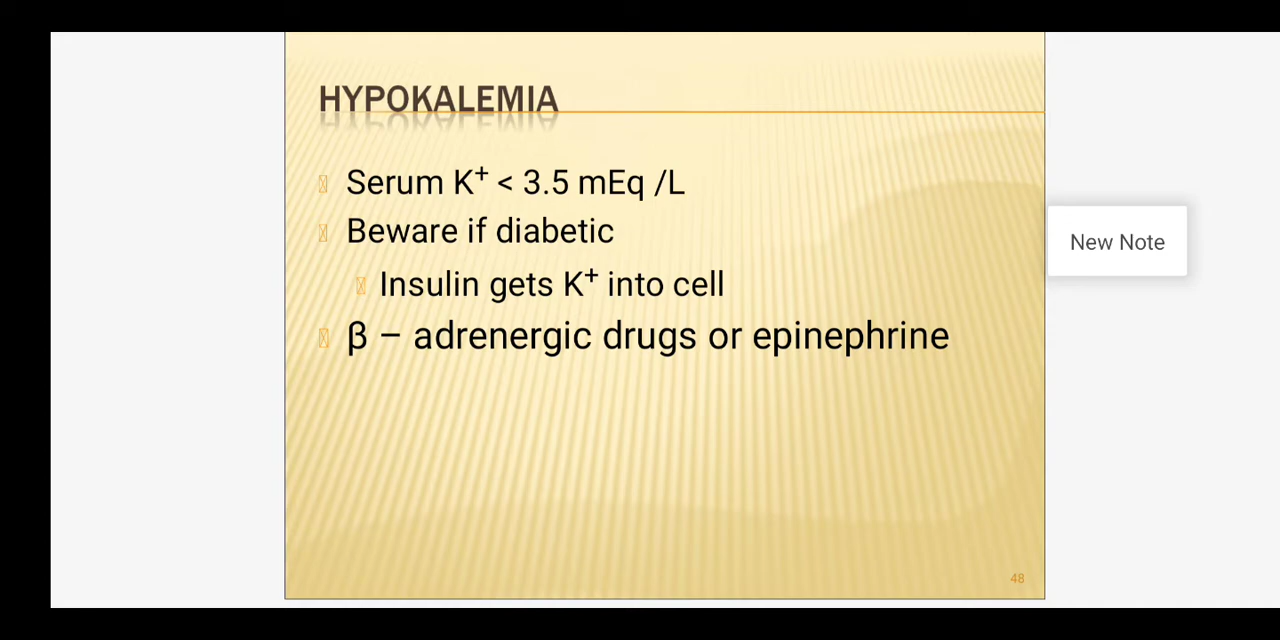 HYPOKALEMIA
Serum K⁺ < 3.5 mEq /L
Beware if diabetic
Insulin gets K⁺ into cell
β – adrenergic drugs or epinephrine
New Note
48